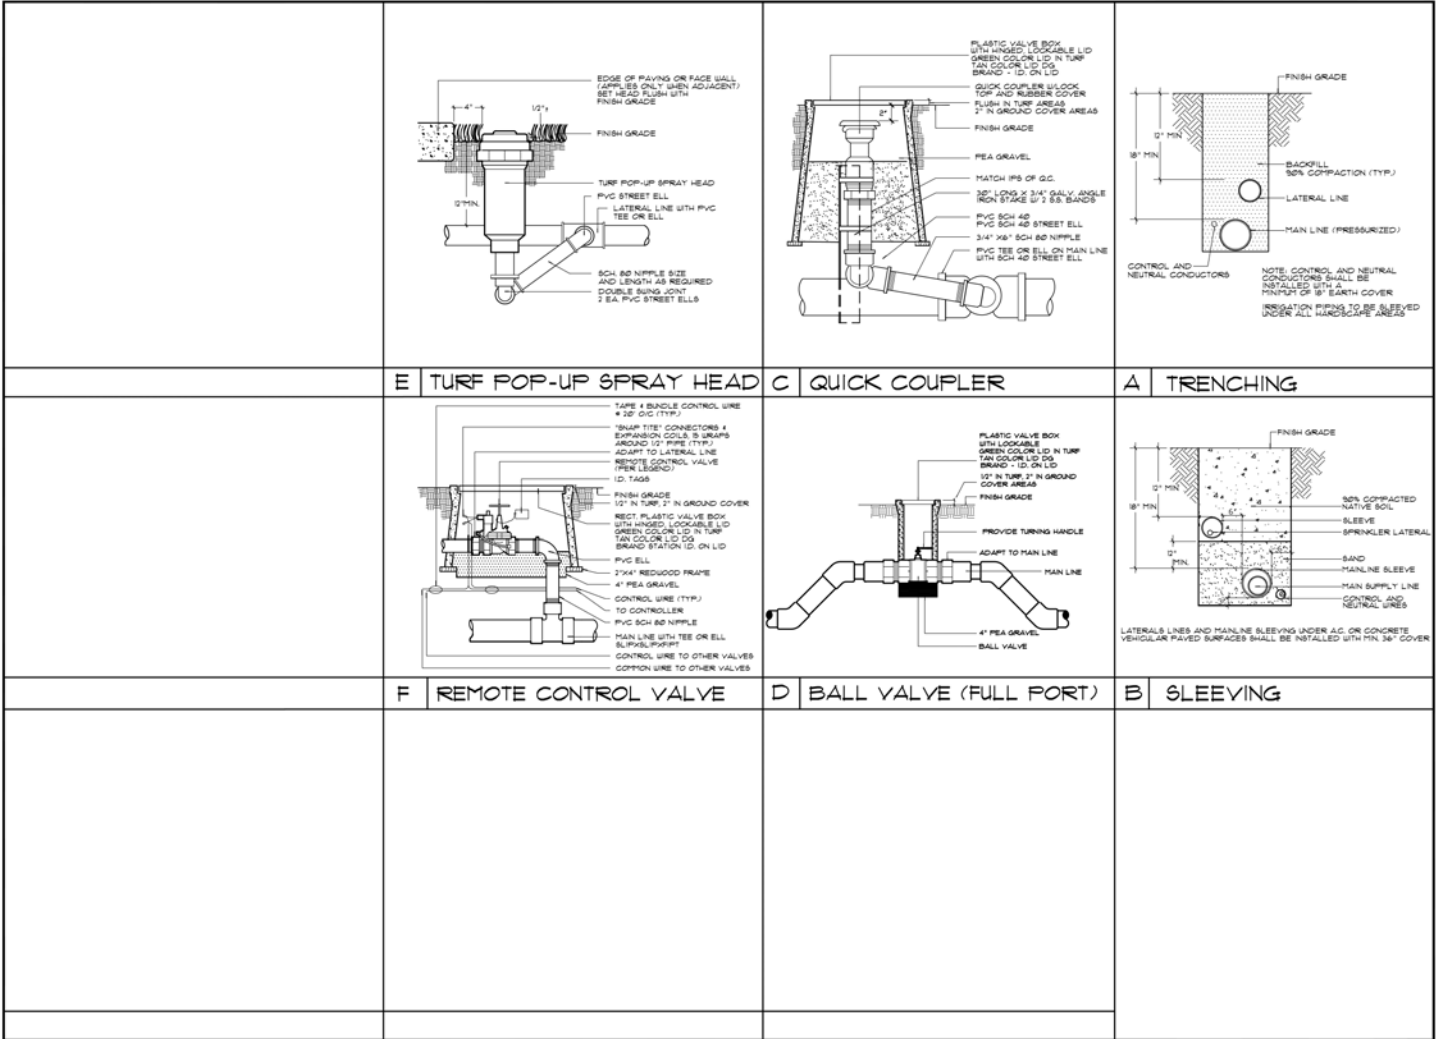 EDGE OF PAVING OR FACE WALL
(APPLIES ONLY WHEN ADJACENT)
SET HEAD FLUSH WITH
FINISH GRADE
4"
1/2"
FINISH GRADE
TURF POP-UP SPRAY HEAD
PVC STREET ELL
12"MIN.
LATERAL LINE WITH PVC
TEE OR ELL
SCH. 80 NIPPLE SIZE
AND LENGTH AS REQUIRED
DOUBLE SWING JOINT
2 EA. PVC STREET ELLS
E TURF POP-UP SPRAY HEAD
PLASTIC VALVE BOX
WITH HINGED, LOCKABLE LID
GREEN COLOR LID IN TURF
TAN COLOR LID DG
BRAND - I.D. ON LID
QUICK COUPLER W/LOCK
TOP AND RUBBER COVER
FLUSH IN TURF AREAS
2" IN GROUND COVER AREAS
2"
FINISH GRADE
PEA GRAVEL
MATCH IPS OF Q.C.
30" LONG X 3/4" GALV. ANGLE
IRON STAKE W/ 2 S.S. BANDS
PVC SCH 40
PVC SCH 40 STREET ELL
3/4" X6" SCH 80 NIPPLE
PVC TEE OR ELL ON MAIN LINE
WITH SCH 40 STREET ELL
C QUICK COUPLER
FINISH GRADE
12" MIN
18" MIN
BACKFILL
90% COMPACTION (TYP.)
LATERAL LINE
MAIN LINE (PRESSURIZED)
CONTROL AND
NEUTRAL CONDUCTORS
NOTE: CONTROL AND NEUTRAL
CONDUCTORS SHALL BE
INSTALLED WITH A
MINIMUM OF 18" EARTH COVER
IRRIGATION PIPING TO BE SLEEVED
UNDER ALL HARDSCAPE AREAS
A TRENCHING
TAPE & BUNDLE CONTROL WIRE
@ 20' O/C (TYP.)
"SNAP TITE" CONNECTORS &
EXPANSION COILS, 15 WRAPS
AROUND 1/2" PIPE (TYP.)
ADAPT TO LATERAL LINE
REMOTE CONTROL VALVE
(PER LEGEND)
I.D. TAGS
FINISH GRADE
1/2" IN TURF, 2" IN GROUND COVER
RECT. PLASTIC VALVE BOX
WITH HINGED, LOCKABLE LID
GREEN COLOR LID IN TURF
TAN COLOR LID DG
BRAND STATION I.D. ON LID
PVC ELL
2"X4" REDWOOD FRAME
4" PEA GRAVEL
CONTROL WIRE (TYP.)
TO CONTROLLER
PVC SCH 80 NIPPLE
MAIN LINE WITH TEE OR ELL
SLIPXSLIPXFIPT
CONTROL WIRE TO OTHER VALVES
COMMON WIRE TO OTHER VALVES
F REMOTE CONTROL VALVE
PLASTIC VALVE BOX
WITH LOCKABLE
GREEN COLOR LID IN TURF
TAN COLOR LID DG
BRAND - I.D. ON LID
1/2" IN TURF, 2" IN GROUND
COVER AREAS
FINISH GRADE
PROVIDE TURNING HANDLE
ADAPT TO MAIN LINE
MAIN LINE
4" PEA GRAVEL
BALL VALVE
D BALL VALVE (FULL PORT)
FINISH GRADE
12" MIN
18" MIN
90% COMPACTED
NATIVE SOIL
SLEEVE
SPRINKLER LATERAL
6"
12"
MIN.
SAND
MAINLINE SLEEVE
MAIN SUPPLY LINE
CONTROL AND
NEUTRAL WIRES
LATERALS LINES AND MAINLINE SLEEVING UNDER A.C. OR CONCRETE
VEHICULAR PAVED SURFACES SHALL BE INSTALLED WITH MIN. 36" COVER
B SLEEVING